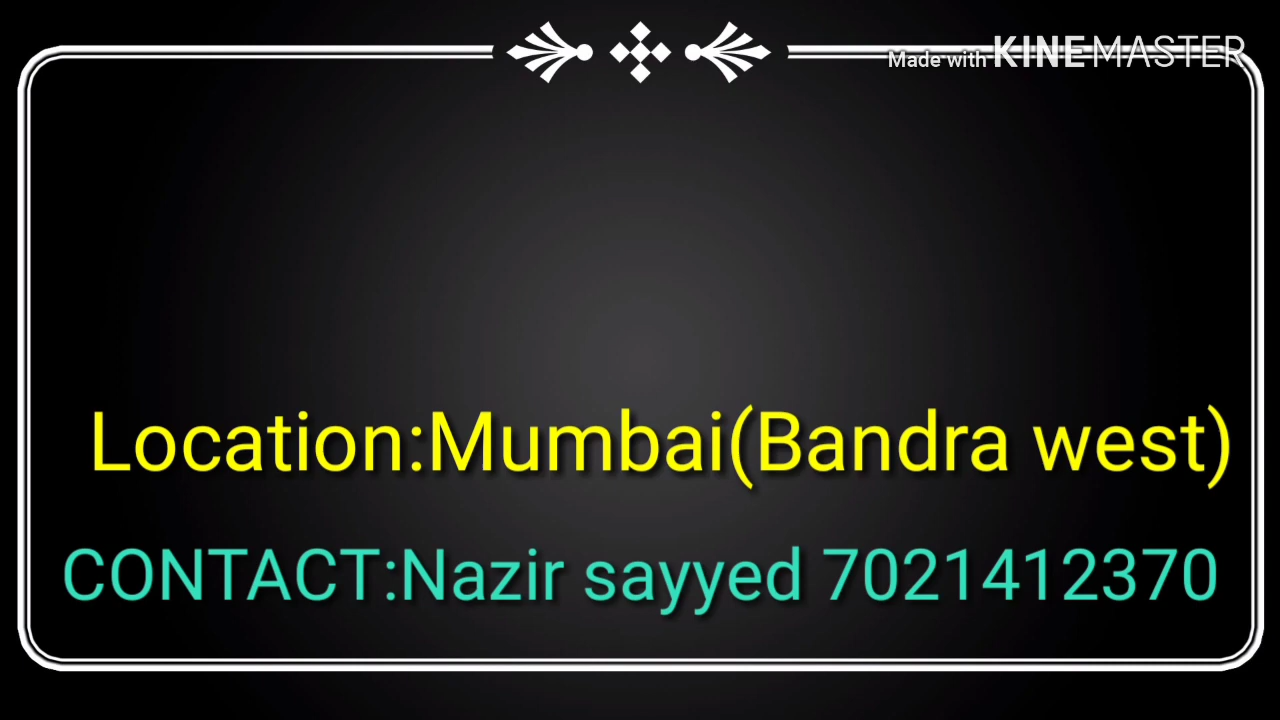 Made with KINEMASTER
Location:Mumbai(Bandra west)
CONTACT:Nazir sayyed 7021412370